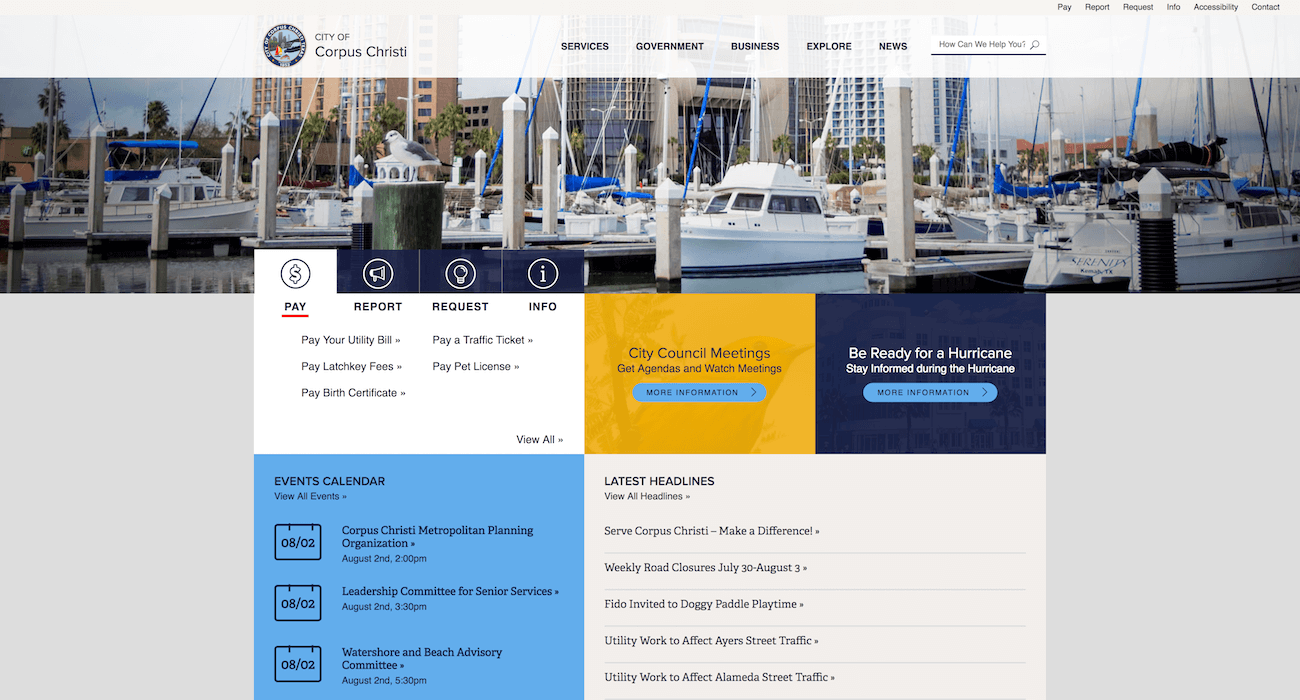 Pay Report Request Info Accessibility Contact
CITY OF
Corpus Christi
SERVICES GOVERNMENT BUSINESS EXPLORE NEWS
How Can We Help You?
SERENITY
Kemah, TX
PAY REPORT REQUEST INFO
Pay Your Utility Bill » Pay a Traffic Ticket »
Pay Latchkey Fees » Pay Pet License »
Pay Birth Certificate »
View All »
City Council Meetings
Get Agendas and Watch Meetings
MORE INFORMATION
Be Ready for a Hurricane
Stay Informed during the Hurricane
MORE INFORMATION
EVENTS CALENDAR
View All Events »
08/02
Corpus Christi Metropolitan Planning
Organization »
August 2nd, 2:00pm
08/02
Leadership Committee for Senior Services »
August 2nd, 3:30pm
08/02
Watershore and Beach Advisory
Committee »
August 2nd, 5:30pm
LATEST HEADLINES
View All Headlines »
Serve Corpus Christi – Make a Difference! »
Weekly Road Closures July 30-August 3 »
Fido Invited to Doggy Paddle Playtime »
Utility Work to Affect Ayers Street Traffic »
Utility Work to Affect Alameda Street Traffic »